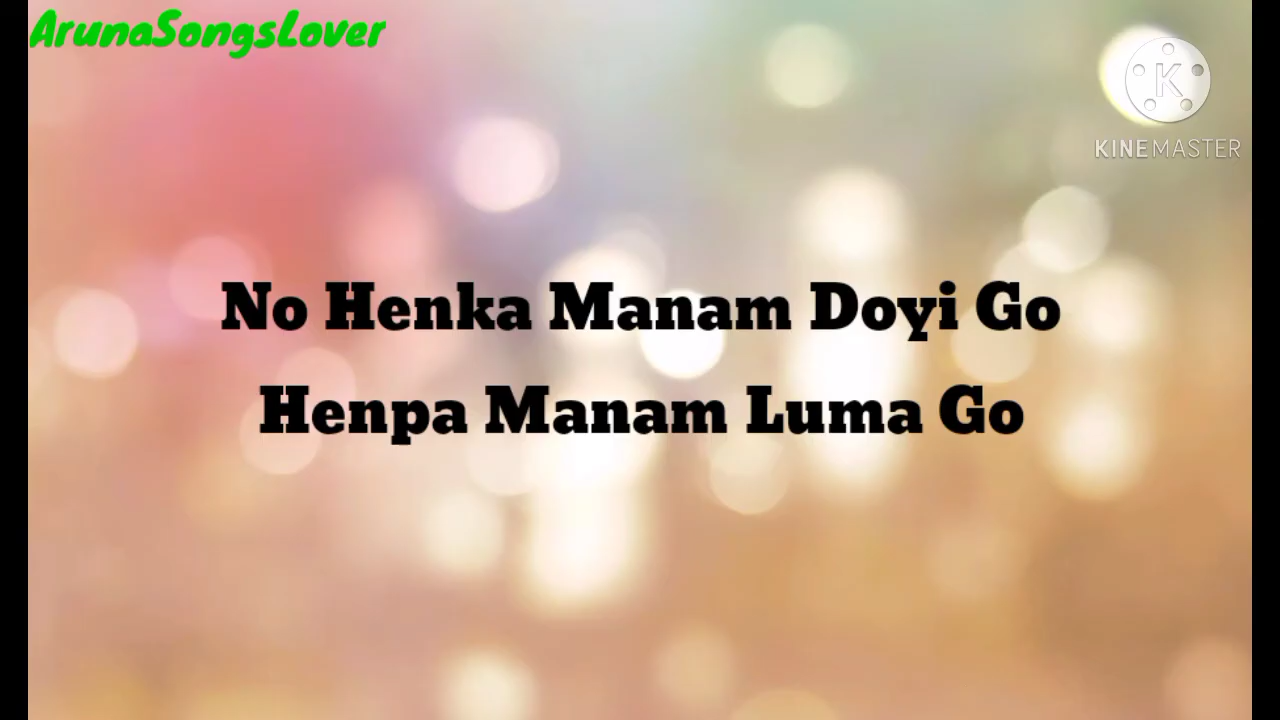 ArunaSongsLover
K
KINEMASTER
No Henka Manam Doyi Go
Henpa Manam Luma Go